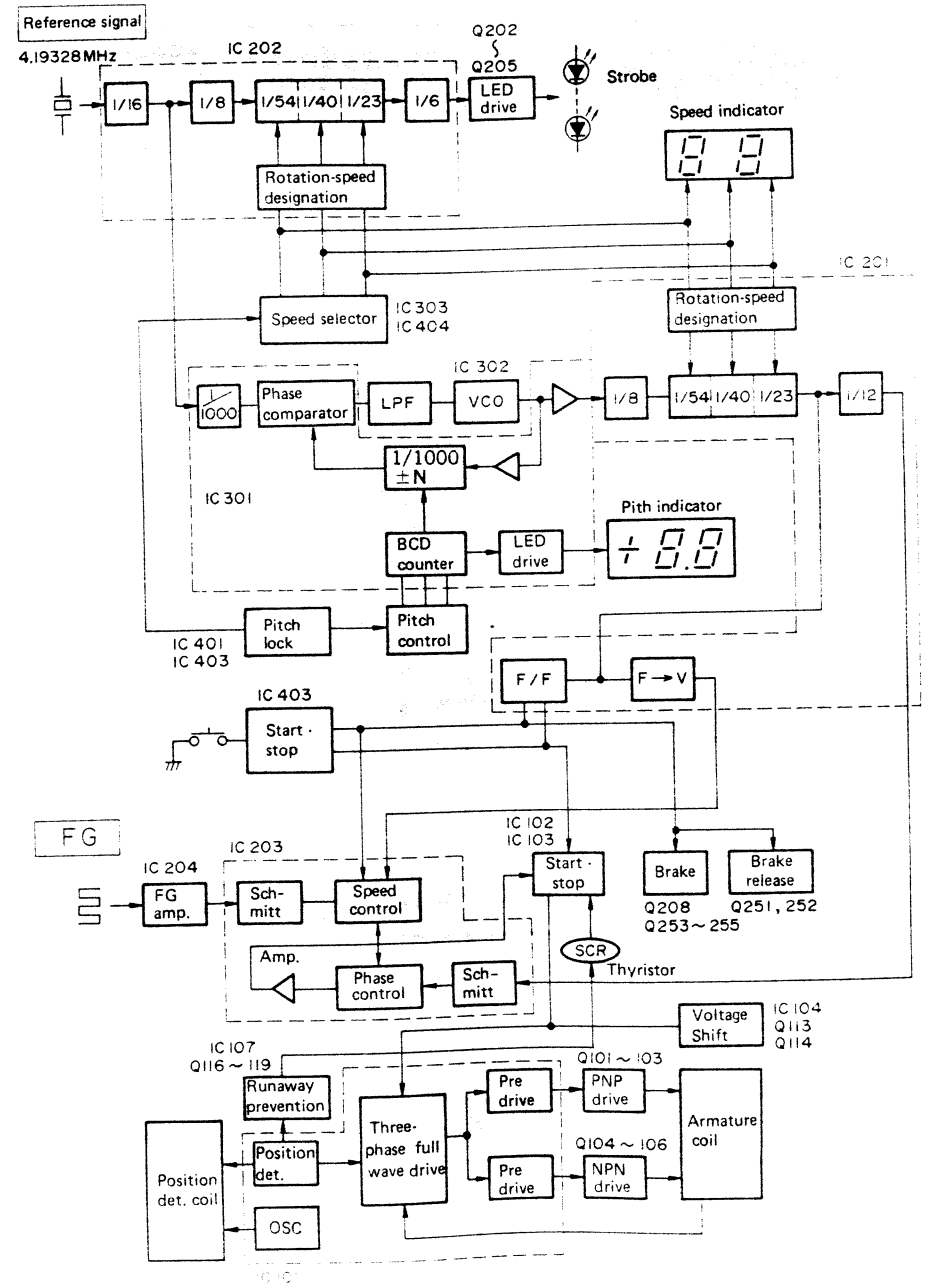 Reference signal
4.19328MHz
IC 202
Q202
Q205
Strobe
1/16
1/8
1/54
1/40
1/23
1/6
LED
drive
Speed indicator
8 8
Rotation-speed
designation
IC 201
Rotation-speed
designation
Speed selector
IC 303
IC 404
IC 302
1/1000
Phase
comparator
LPF
VCO
1/8
1/54
1/40
1/23
1/12
1/1000
±N
IC 301
Pith indicator
BCD
counter
LED
drive
÷ 8.8
Pitch
lock
Pitch
control
IC 401
IC 403
F/F
F→V
IC 403
Start ·
stop
FG
IC 203
IC 204
FG
amp.
Sch-
mitt
Speed
control
IC 102
IC 103
Start ·
stop
Brake
Q208
Q253~255
Brake
release
Q251, 252
SCR
Thyristor
Amp.
Phase
control
Sch-
mitt
Voltage
Shift
IC 104
Q113
Q114
IC 107
Q116~119
Runaway
prevention
Q101~103
Pre
drive
PNP
drive
Three-
phase full
wave drive
Armature
coil
Position
det. coil
Position
det.
Q104~106
Pre
drive
NPN
drive
OSC